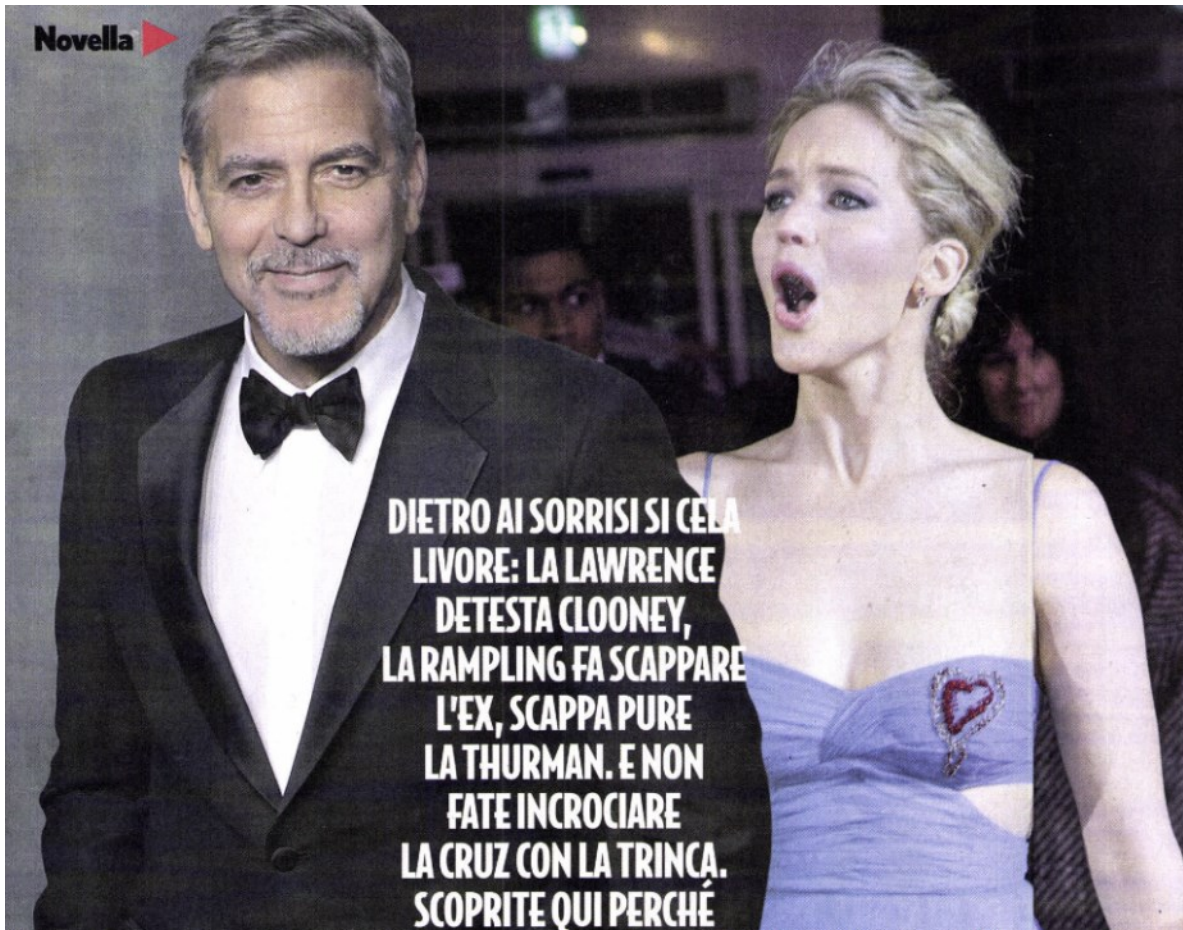 Novella
DIETRO AI SORRISI SI CELA
LIVORE: LA LAWRENCE
DETESTA CLOONEY,
LA RAMPLING FA SCAPPARE
L'EX, SCAPPA PURE
LA THURMAN. E NON
FATE INCROCIARE
LA CRUZ CON LA TRINCA.
SCOPRITE QUI PERCHÉ